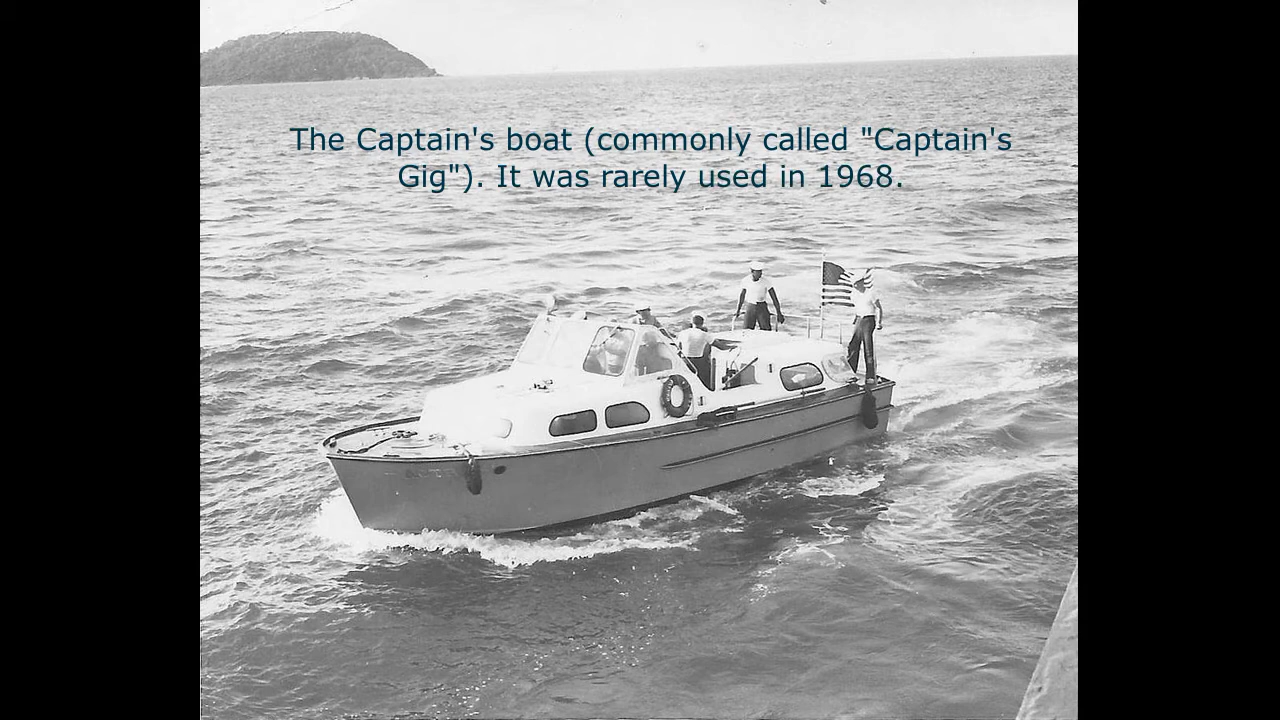 The Captain's boat (commonly called "Captain's
Gig"). It was rarely used in 1968.